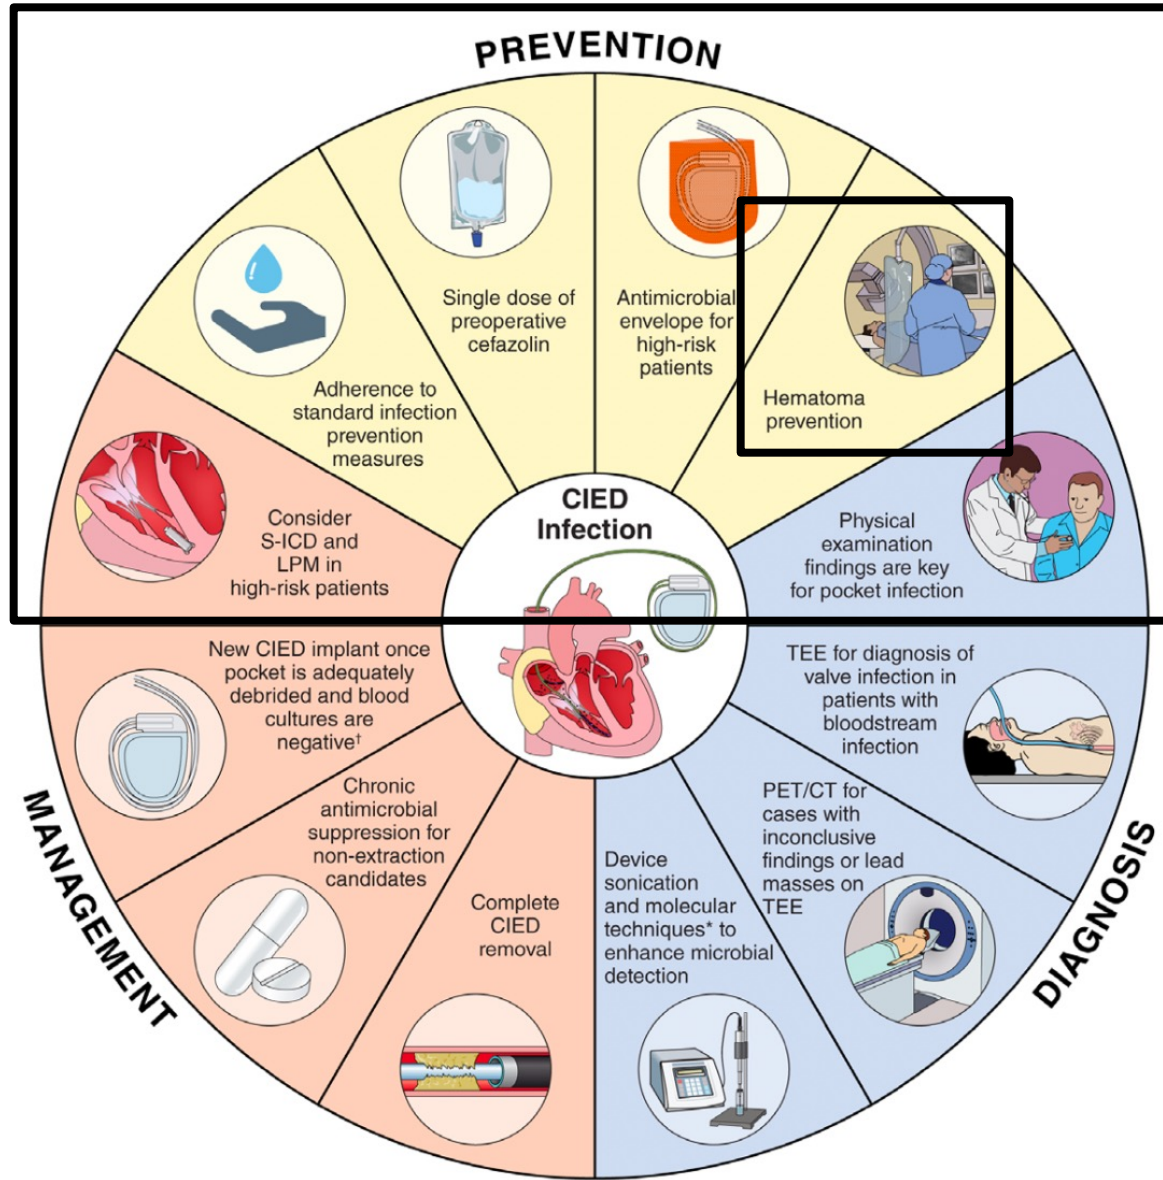 PREVENTION
Single dose of
preoperative
cefazolin
Antimicrobial
envelope for
high-risk
patients
Adherence to
standard infection
prevention
measures
Hematoma
prevention
CIED
Infection
Consider
S-ICD and
LPM in
high-risk patients
Physical
examination
findings are key
for pocket infection
New CIED implant once
pocket is adequately
debrided and blood
cultures are
negative†
TEE for diagnosis of
valve infection in
patients with
bloodstream
infection
Chronic
antimicrobial
suppression for
non-extraction
candidates
PET/CT for
cases with
inconclusive
findings or lead
masses on
TEE
Complete
CIED
removal
Device
sonication
and molecular
techniques* to
enhance microbial
detection
MANAGEMENT
DIAGNOSIS